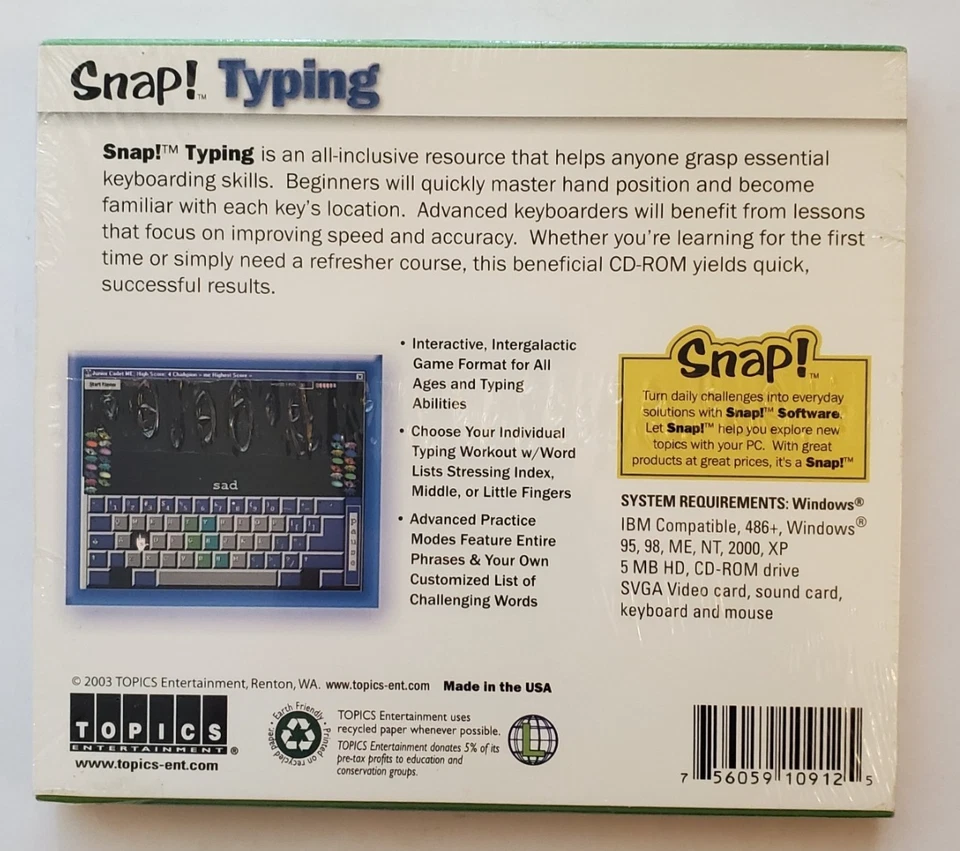 Snap!™ Typing
Snap!™ Typing is an all-inclusive resource that helps anyone grasp essential
keyboarding skills. Beginners will quickly master hand position and become
familiar with each key's location. Advanced keyboarders will benefit from lessons
that focus on improving speed and accuracy. Whether you're learning for the first
time or simply need a refresher course, this beneficial CD-ROM yields quick,
successful results.
Start Game
sad
Pause
• Interactive, Intergalactic
Game Format for All
Ages and Typing
Abilities
• Choose Your Individual
Typing Workout w/Word
Lists Stressing Index,
Middle, or Little Fingers
• Advanced Practice
Modes Feature Entire
Phrases & Your Own
Customized List of
Challenging Words
Snap!™
Turn daily challenges into everyday
solutions with Snap!™ Software.
Let Snap!™ help you explore new
topics with your PC. With great
products at great prices, it's a Snap!™
SYSTEM REQUIREMENTS: Windows®
IBM Compatible, 486+, Windows®
95, 98, ME, NT, 2000, XP
5 MB HD, CD-ROM drive
SVGA Video card, sound card,
keyboard and mouse
© 2003 TOPICS Entertainment, Renton, WA. www.topics-ent.com Made in the USA
TOPICS
ENTERTAINMENT®
www.topics-ent.com
• Earth Friendly • Printed on recycled paper
TOPICS Entertainment uses
recycled paper whenever possible.
TOPICS Entertainment donates 5% of its
pre-tax profits to education and
conservation groups.
L
7 56059 10912 5